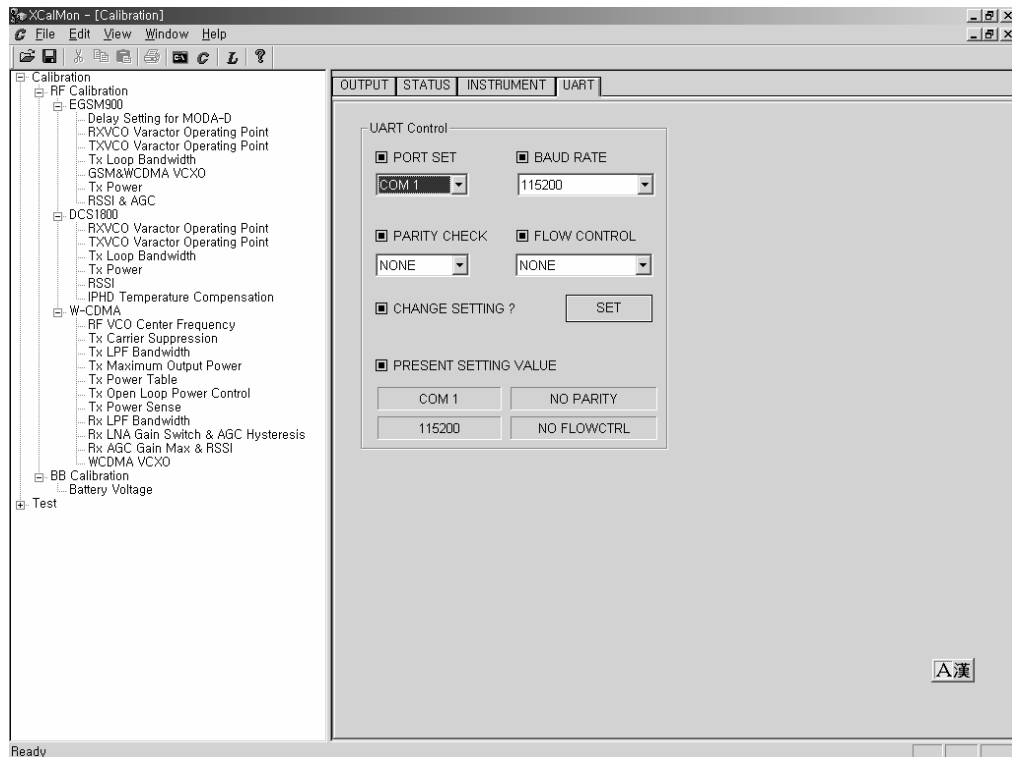 XCalMon - [Calibration]
C File Edit View Window Help
C L ?
Calibration
RF Calibration
EGSM900
Delay Setting for MODA-D
RXVCO Varactor Operating Point
TXVCO Varactor Operating Point
Tx Loop Bandwidth
GSM&WCDMA VCXO
Tx Power
RSSI & AGC
DCS1800
RXVCO Varactor Operating Point
TXVCO Varactor Operating Point
Tx Loop Bandwidth
Tx Power
RSSI
IPHD Temperature Compensation
W-CDMA
RF VCO Center Frequency
Tx Carrier Suppression
Tx LPF Bandwidth
Tx Maximum Output Power
Tx Power Table
Tx Open Loop Power Control
Tx Power Sense
Rx LPF Bandwidth
Rx LNA Gain Switch & AGC Hysteresis
Rx AGC Gain Max & RSSI
WCDMA VCXO
BB Calibration
Battery Voltage
Test
OUTPUT STATUS INSTRUMENT UART
UART Control
PORT SET BAUD RATE
COM 1 115200
PARITY CHECK FLOW CONTROL
NONE NONE
CHANGE SETTING ? SET
PRESENT SETTING VALUE
COM 1 NO PARITY
115200 NO FLOWCTRL
A漢
Ready